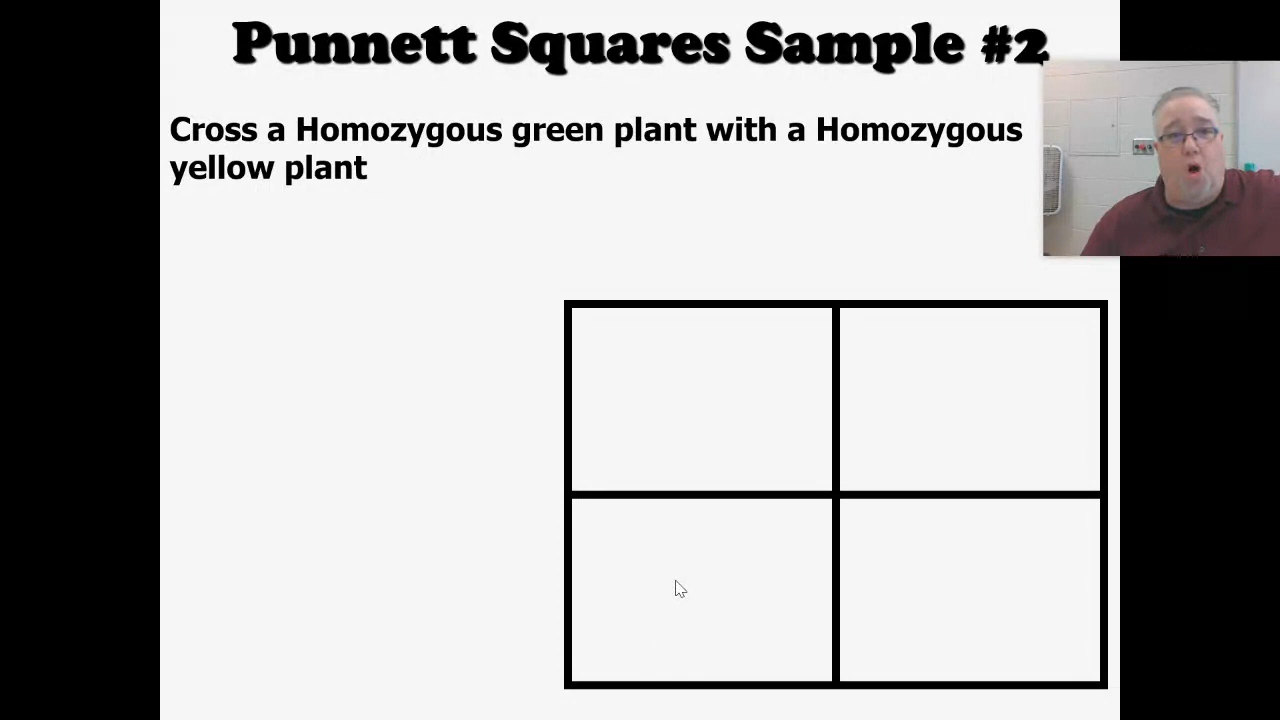 Punnett Squares Sample #2
Cross a Homozygous green plant with a Homozygous
yellow plant